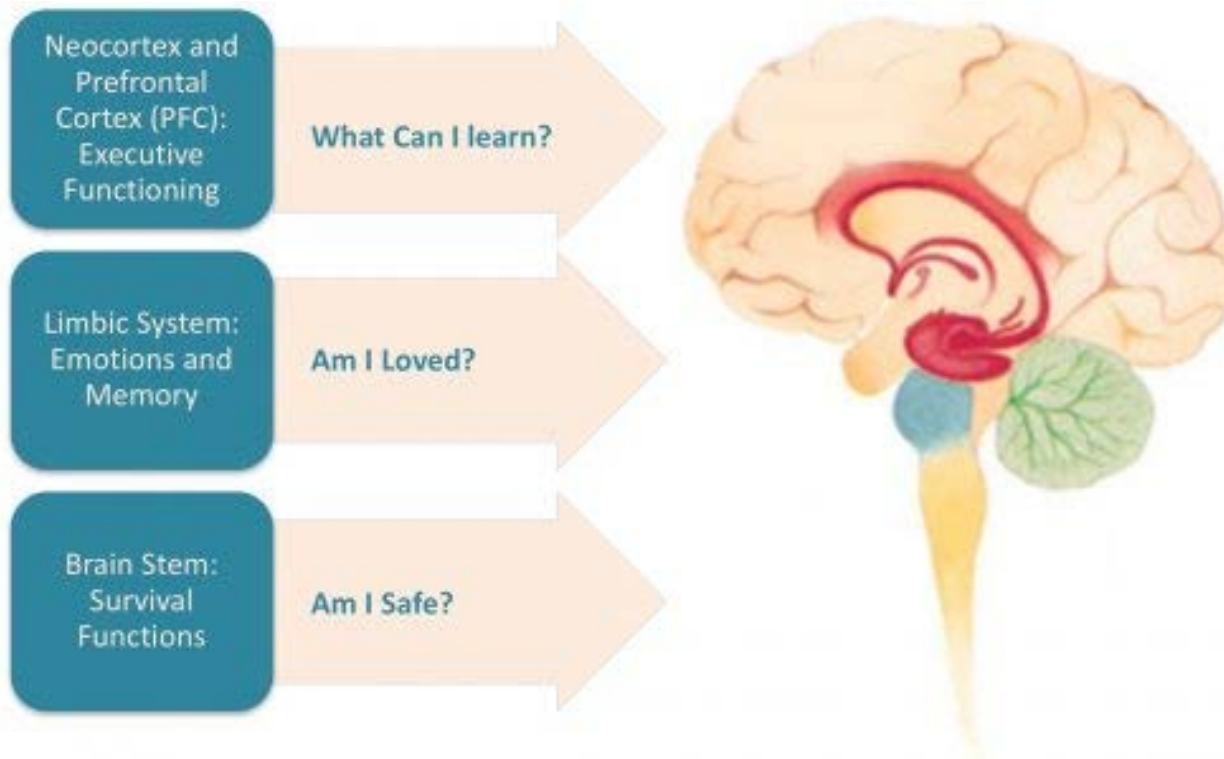 Neocortex and
Prefrontal
Cortex (PFC):
Executive
Functioning
What Can I learn?
Limbic System:
Emotions and
Memory
Am I Loved?
Brain Stem:
Survival
Functions
Am I Safe?